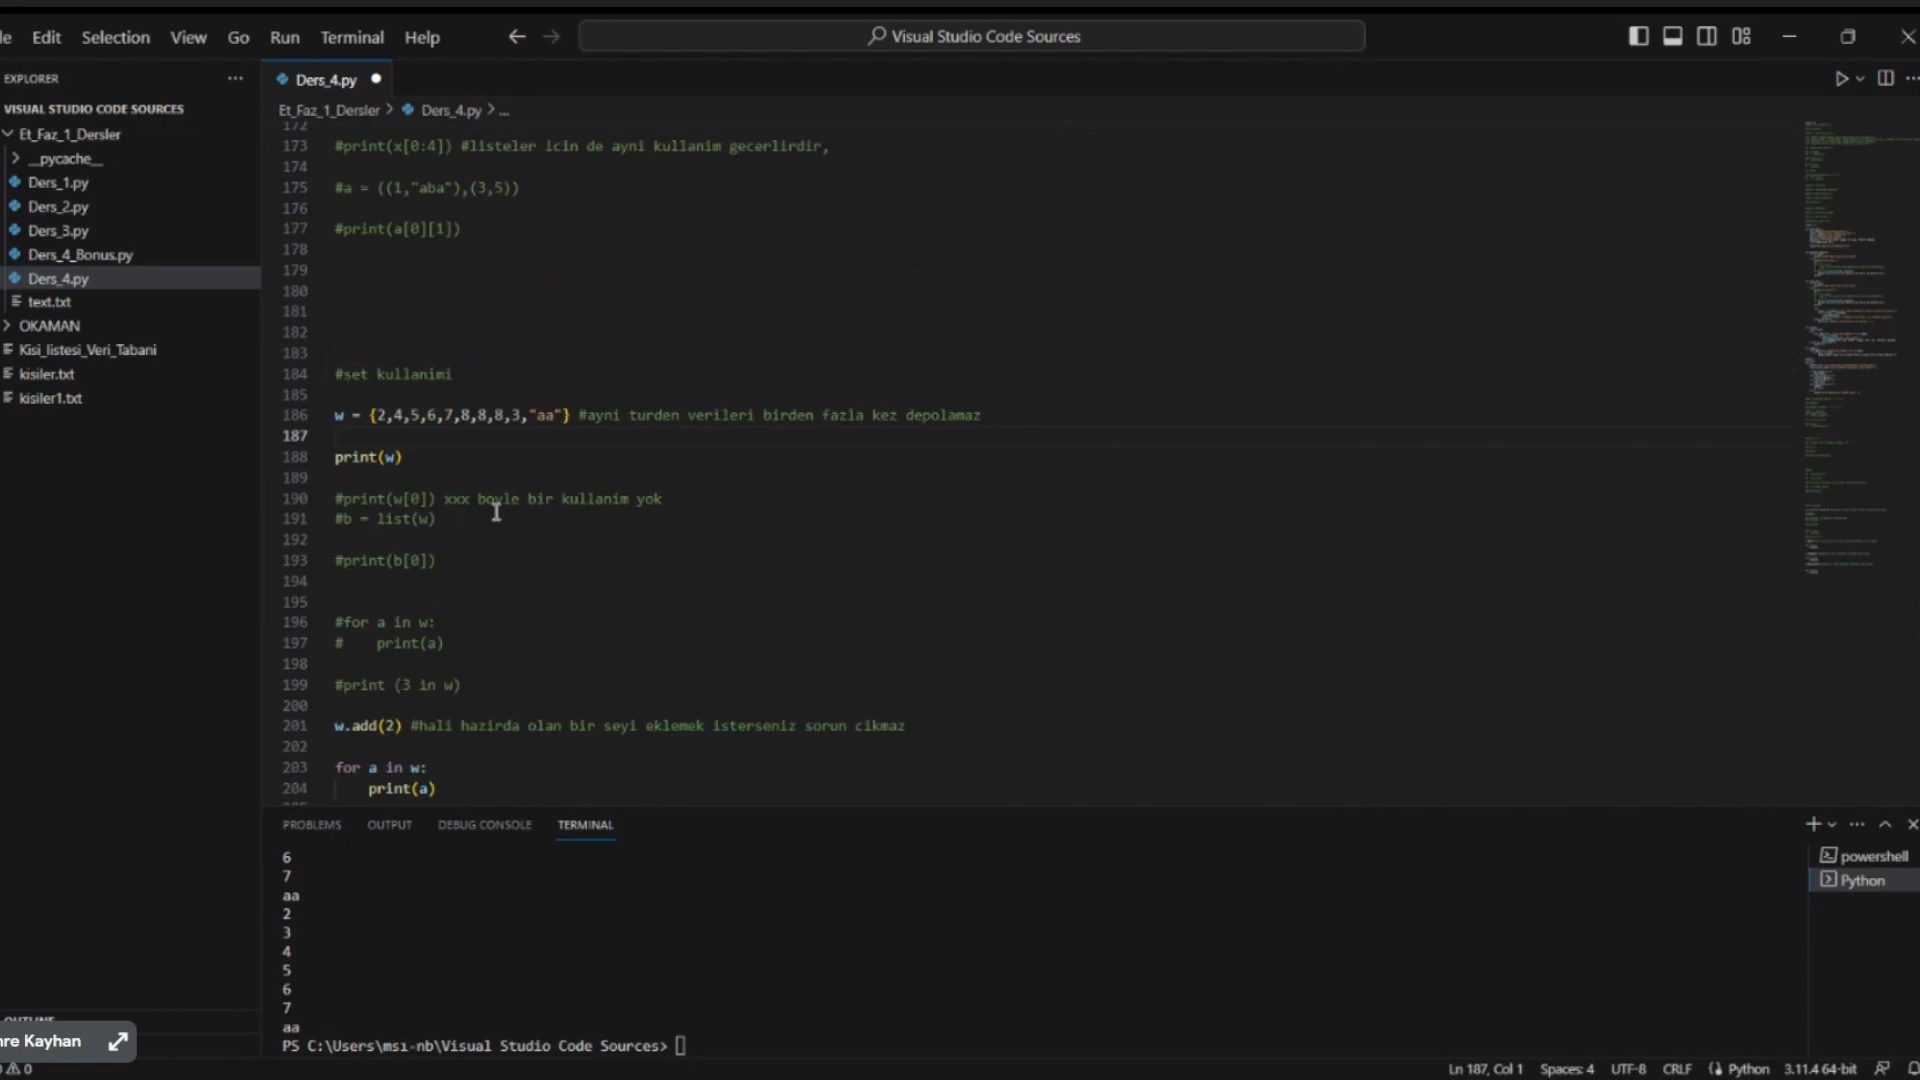 Edit Selection View Go Run Terminal Help
Visual Studio Code Sources
EXPLORER
VISUAL STUDIO CODE SOURCES
Et_Faz_1_Dersler
__pycache__
Ders_1.py
Ders_2.py
Ders_3.py
Ders_4_Bonus.py
Ders_4.py
text.txt
OKAMAN
Kisi_listesi_Veri_Tabani
kisiler.txt
kisiler1.txt
Ders_4.py
Et_Faz_1_Dersler > Ders_4.py > ...
172
173 #print(x[0:4]) #listeler icin de ayni kullanim gecerlirdir,
174
175 #a = ((1,"aba"),(3,5))
176
177 #print(a[0][1])
178
179
180
181
182
183
184 #set kullanimi
185
186 w = {2,4,5,6,7,8,8,8,3,"aa"} #ayni turden verileri birden fazla kez depolamaz
187
188 print(w)
189
190 #print(w[0]) xxx boyle bir kullanim yok
191 #b = list(w)
192
193 #print(b[0])
194
195
196 #for a in w:
197 #    print(a)
198
199 #print (3 in w)
200
201 w.add(2) #hali hazirda olan bir seyi eklemek isterseniz sorun cikmaz
202
203 for a in w:
204     print(a)
PROBLEMS OUTPUT DEBUG CONSOLE TERMINAL
6
7
aa
2
3
4
5
6
7
aa
PS C:\Users\msı-nb\Visual Studio Code Sources>
powershell
Python
OUTLINE
Kayhan
0
Ln 187, Col 1 Spaces: 4 UTF-8 CRLF Python 3.11.4 64-bit